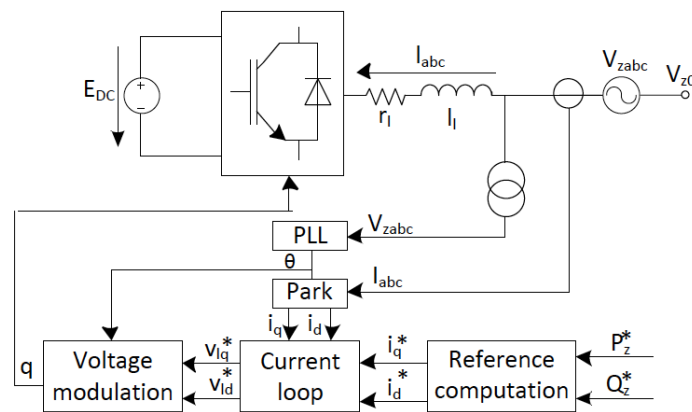 I_abc
V_zabc
V_z0
E_DC
+
−
r_l
l_l
V_zabc
PLL
θ
I_abc
Park
i_q
i_d
P_z^*
q
Voltage
modulation
v_lq^*
v_ld^*
Current
loop
i_q^*
i_d^*
Reference
computation
Q_z^*